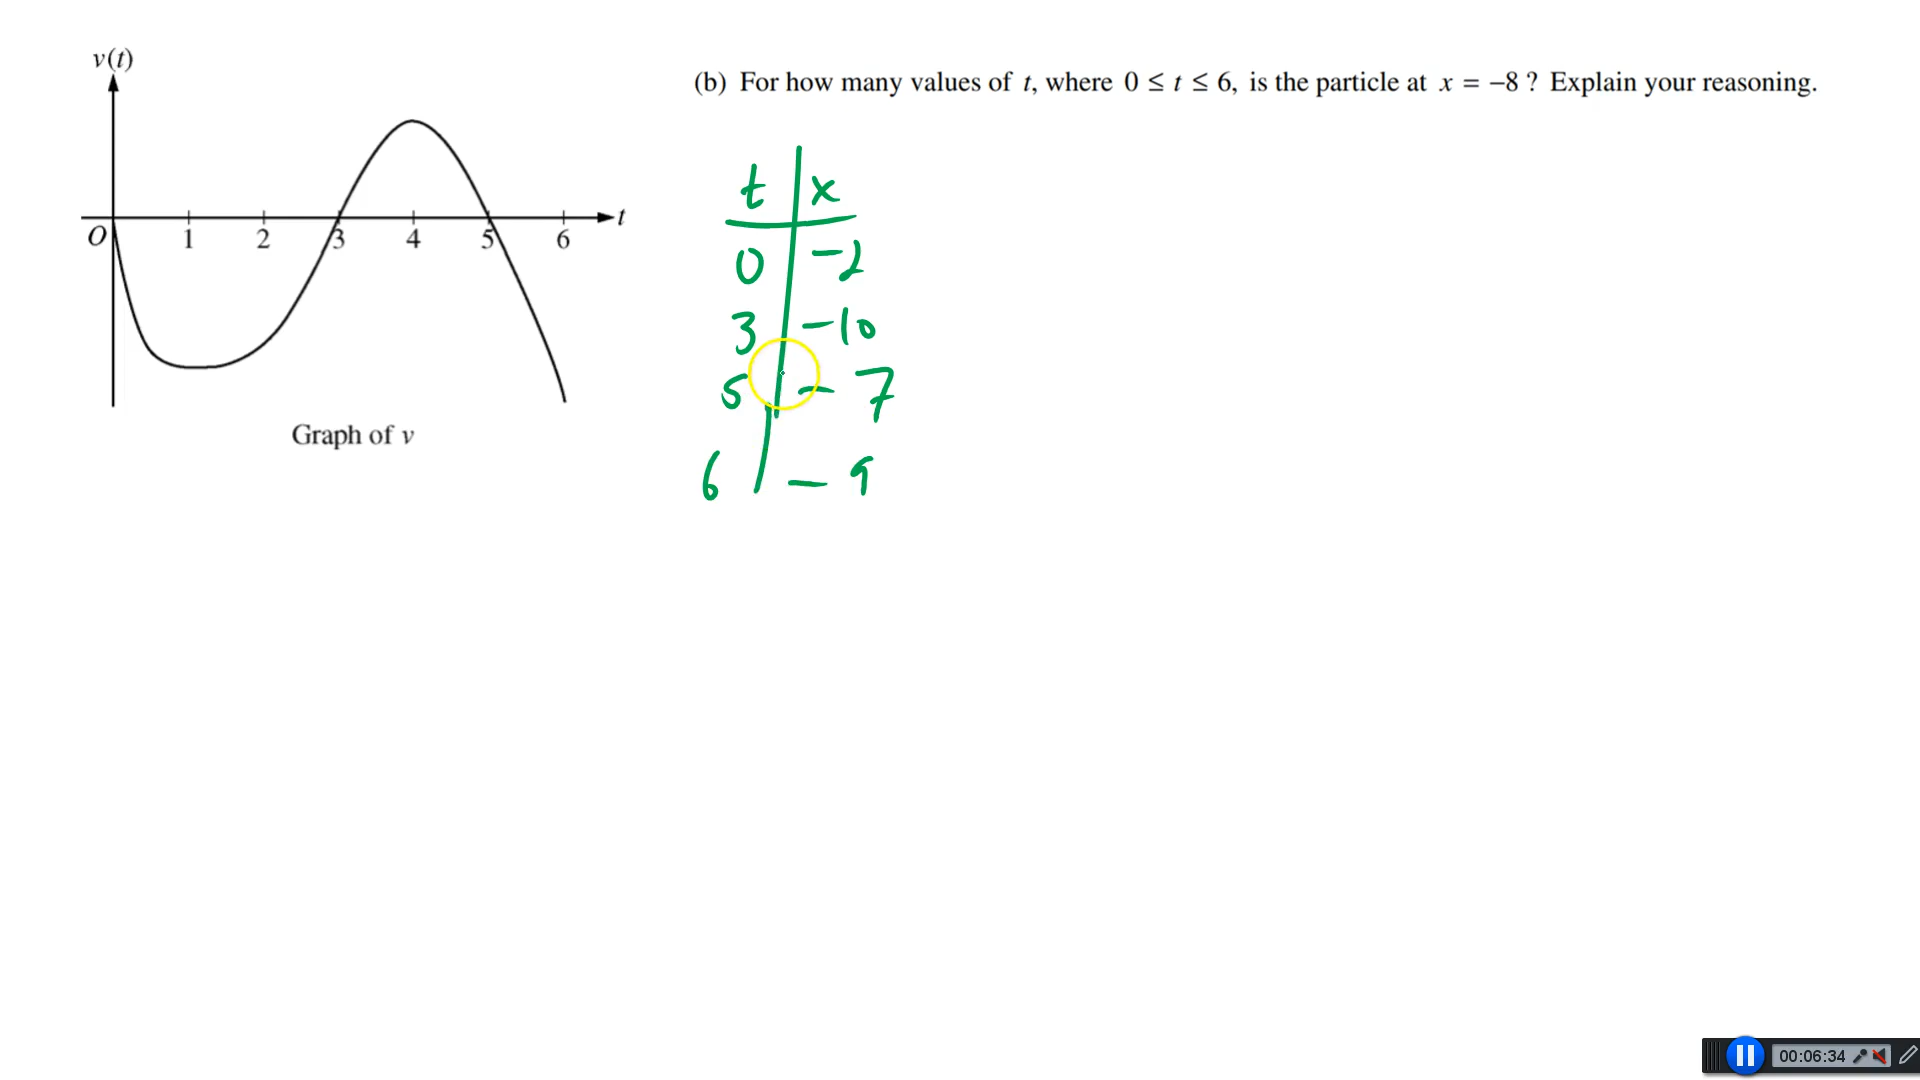 v(t)
(b) For how many values of t, where 0 ≤ t ≤ 6, is the particle at x = −8 ? Explain your reasoning.
t x
t
O 1 2 3 4 5 6
0 −2
3 −10
5 − 7
Graph of v
6 − 9
00:06:34